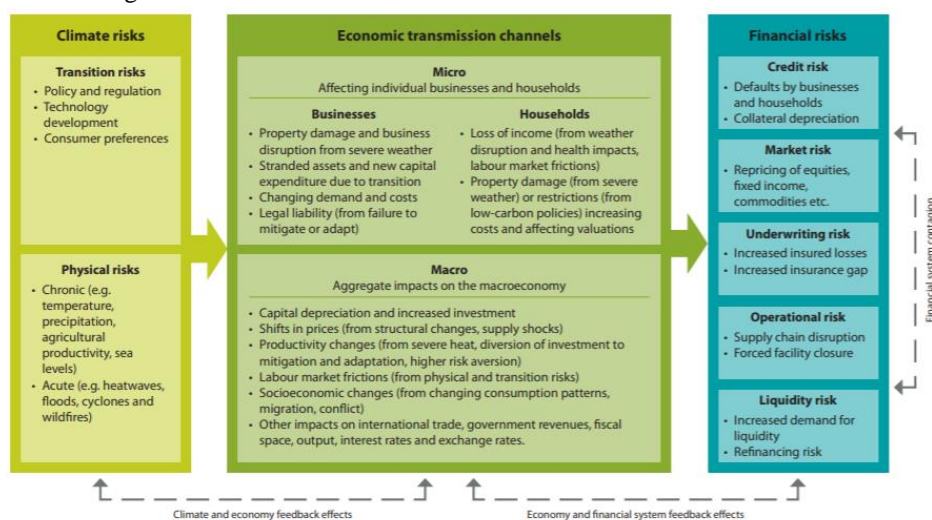 Climate risks
Transition risks
• Policy and regulation
• Technology
development
• Consumer preferences
Physical risks
• Chronic (e.g.
temperature,
precipitation,
agricultural
productivity, sea
levels)
• Acute (e.g. heatwaves,
floods, cyclones and
wildfires)
Economic transmission channels
Micro
Affecting individual businesses and households
Businesses
• Property damage and business
disruption from severe weather
• Stranded assets and new capital
expenditure due to transition
• Changing demand and costs
• Legal liability (from failure to
mitigate or adapt)
Households
• Loss of income (from weather
disruption and health impacts,
labour market frictions)
• Property damage (from severe
weather) or restrictions (from
low-carbon policies) increasing
costs and affecting valuations
Macro
Aggregate impacts on the macroeconomy
• Capital depreciation and increased investment
• Shifts in prices (from structural changes, supply shocks)
• Productivity changes (from severe heat, diversion of investment to
mitigation and adaptation, higher risk aversion)
• Labour market frictions (from physical and transition risks)
• Socioeconomic changes (from changing consumption patterns,
migration, conflict)
• Other impacts on international trade, government revenues, fiscal
space, output, interest rates and exchange rates.
Financial risks
Credit risk
• Defaults by businesses
and households
• Collateral depreciation
Market risk
• Repricing of equities,
fixed income,
commodities etc.
Underwriting risk
• Increased insured losses
• Increased insurance gap
Operational risk
• Supply chain disruption
• Forced facility closure
Liquidity risk
• Increased demand for
liquidity
• Refinancing risk
Financial system contagion
Climate and economy feedback effects
Economy and financial system feedback effects